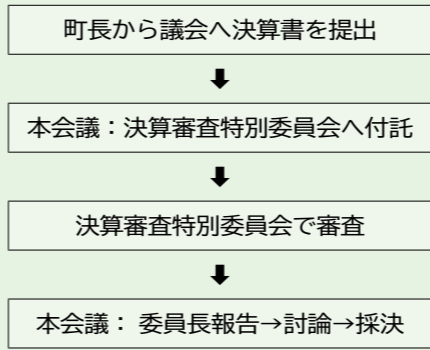 町長から議会へ決算書を提出
本会議：決算審査特別委員会へ付託
決算審査特別委員会で審査
本会議： 委員長報告→討論→採決